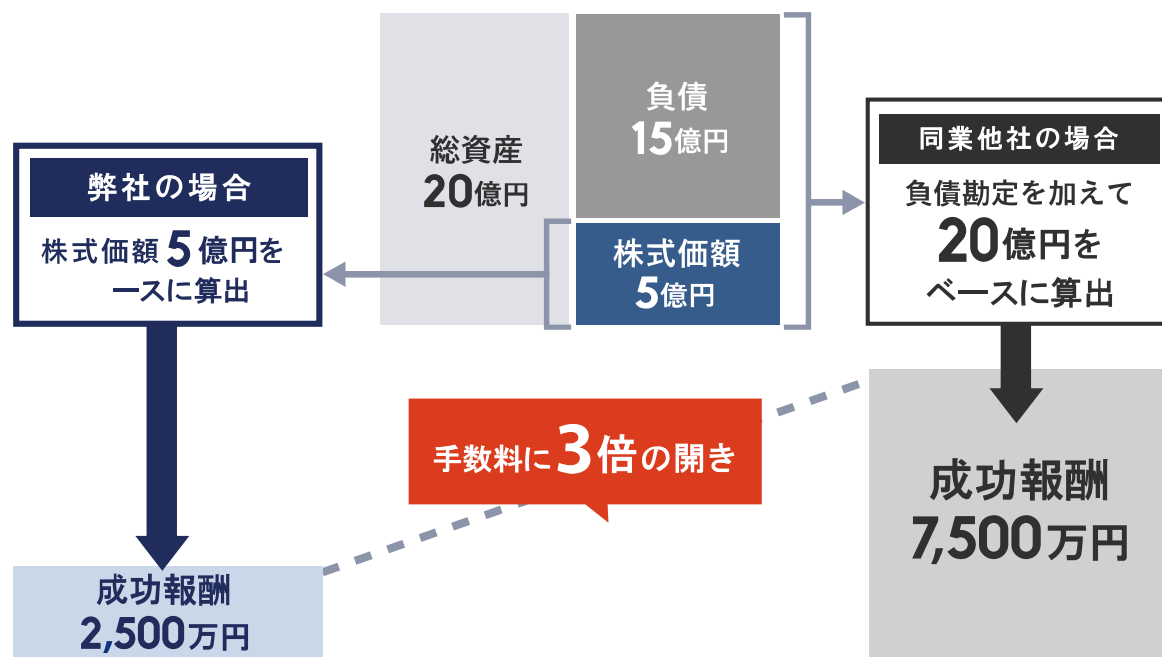 総資産
20億円
負債
15億円
株式価額
5億円
弊社の場合
株式価額 5億円を
ースに算出
同業他社の場合
負債勘定を加えて
20億円を
ベースに算出
手数料に3倍の開き
成功報酬
2,500万円
成功報酬
7,500万円